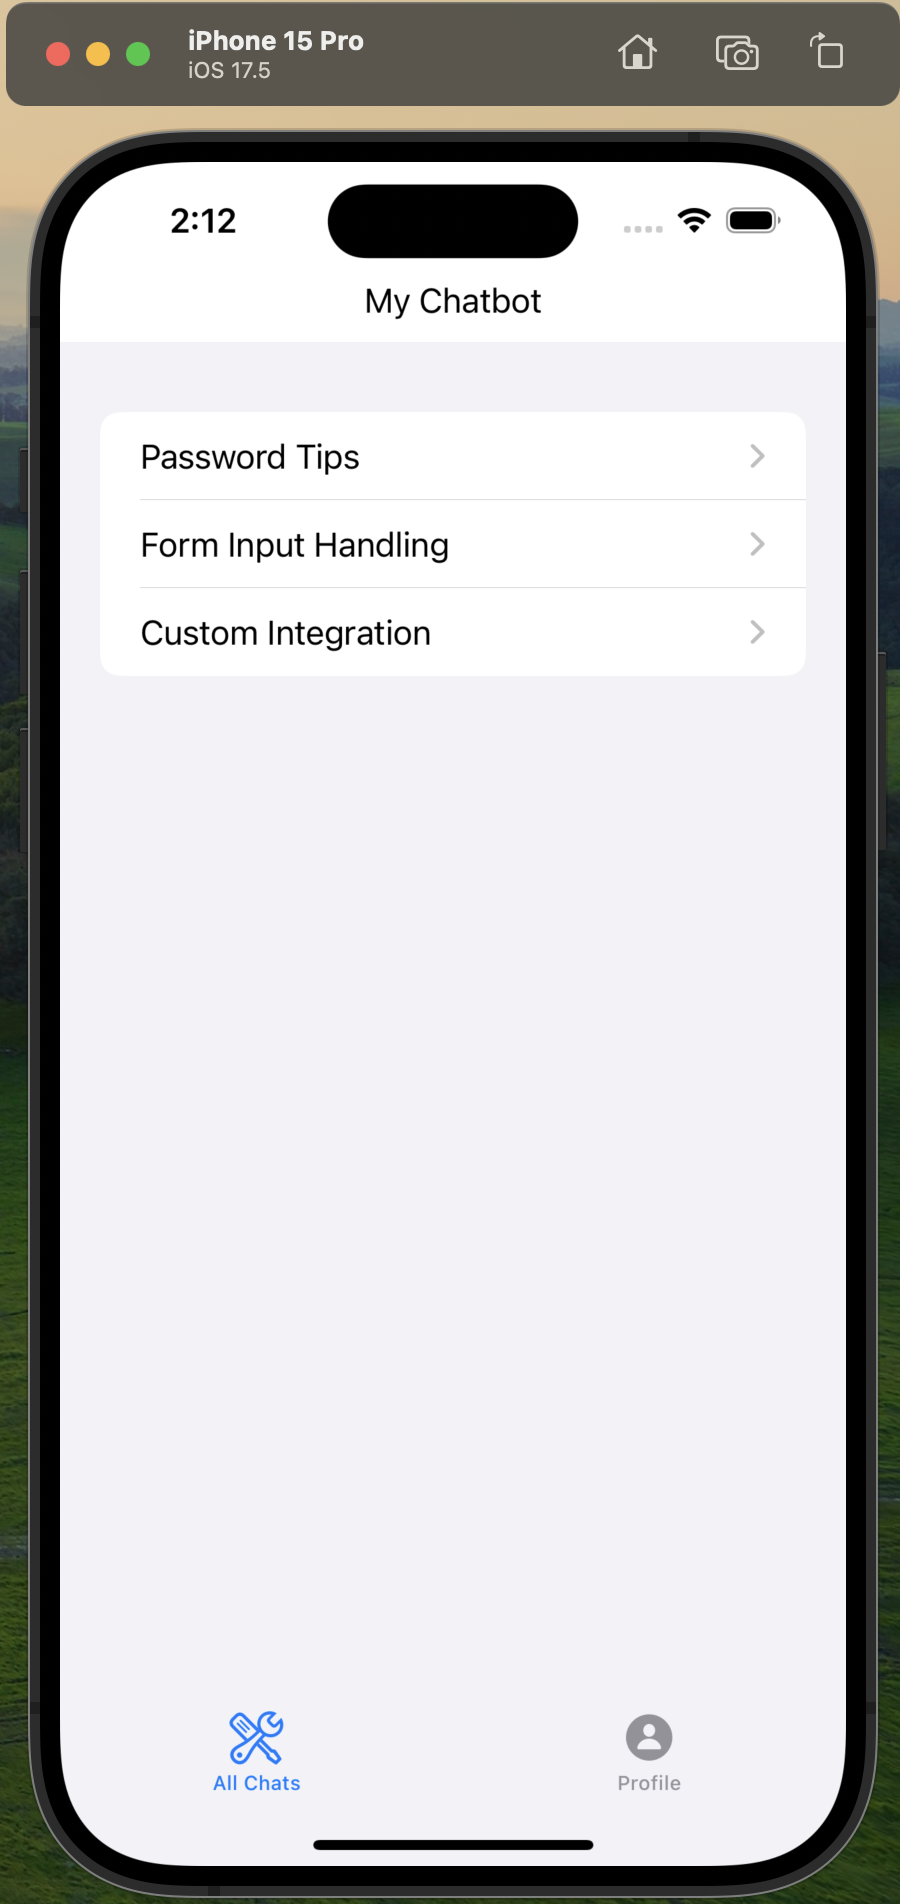 iPhone 15 Pro
iOS 17.5
2:12
My Chatbot
Password Tips
Form Input Handling
Custom Integration
All Chats
Profile